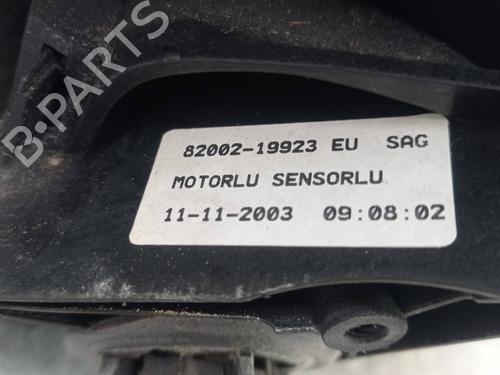 B-PARTS
82002-19923 EU SAG
MOTORLU SENSORLU
11-11-2003 09:08:02